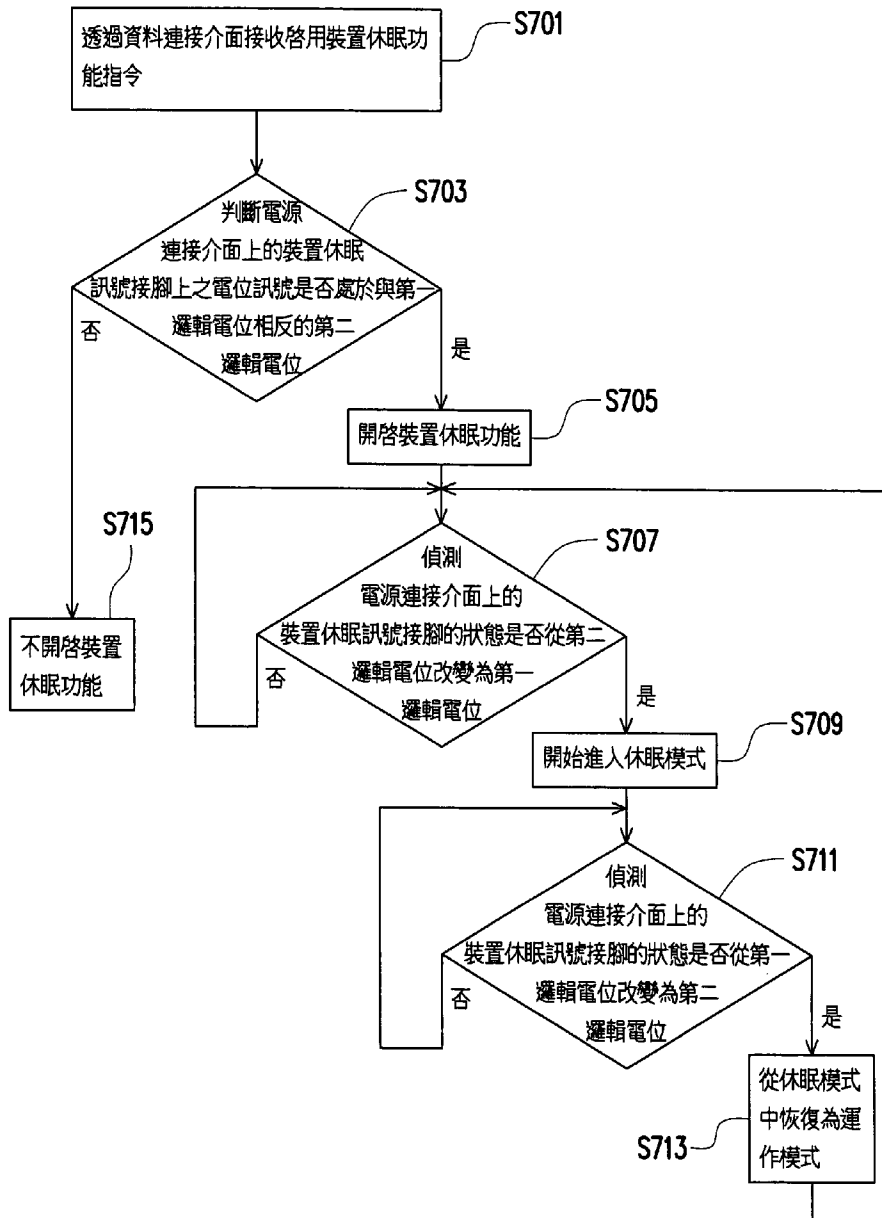 透過資料連接介面接收啓用裝置休眠功
能指令
S701
判斷電源
連接介面上的裝置休眠
訊號接腳上之電位訊號是否處於與第一
邏輯電位相反的第二
邏輯電位
S703
否
是
開啓裝置休眠功能
S705
S715
不開啓裝置
休眠功能
偵測
電源連接介面上的
裝置休眠訊號接腳的狀態是否從第二
邏輯電位改變為第一
邏輯電位
S707
否
是
開始進入休眠模式
S709
偵測
電源連接介面上的
裝置休眠訊號接腳的狀態是否從第一
邏輯電位改變為第二
邏輯電位
S711
否
是
從休眠模式
中恢復為運
作模式
S713